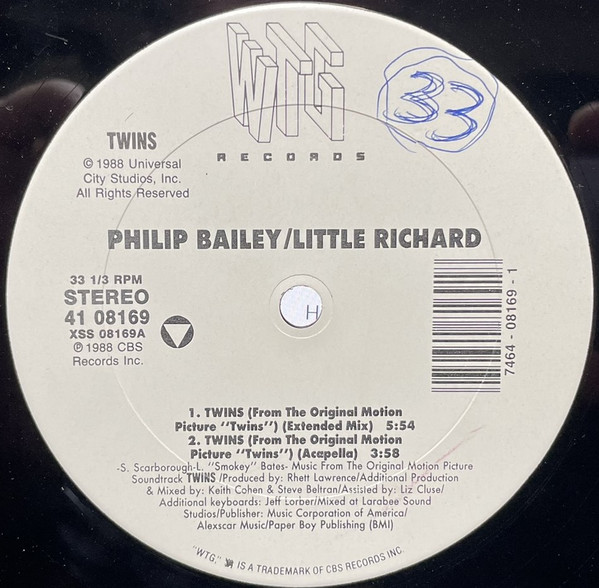 WTG
RECORDS
33
TWINS
© 1988 Universal
City Studios, Inc.
All Rights Reserved
PHILIP BAILEY/LITTLE RICHARD
33 1/3 RPM
STEREO
41 08169
XSS 08169A
℗ 1988 CBS
Records Inc.
H
7464 - 08169 - 1
1. TWINS (From The Original Motion
Picture "Twins") (Extended Mix) 5:54
2. TWINS (From The Original Motion
Picture "Twins") (Acapella) 3:58
-S. Scarborough-L. "Smokey" Bates- Music From The Original Motion Picture
Soundtrack TWINS /Produced by: Rhett Lawrence/Additional Production
& Mixed by: Keith Cohen & Steve Beltran/Assisted by: Liz Cluse/
Additional keyboards: Jeff Lorber/Mixed at Larabee Sound
Studios/Publisher: Music Corporation of America/
Alexscar Music/Paper Boy Publishing (BMI)
"WTG," IS A TRADEMARK OF CBS RECORDS INC.